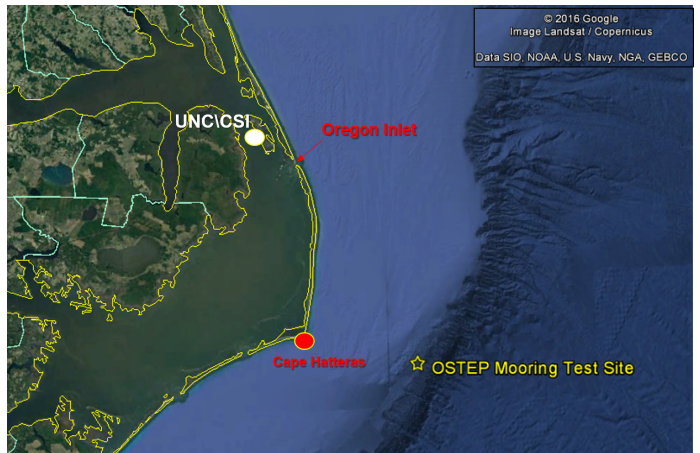 © 2016 Google
Image Landsat / Copernicus
Data SIO, NOAA, U.S. Navy, NGA, GEBCO
UNC\CSI
Oregon Inlet
Cape Hatteras
OSTEP Mooring Test Site